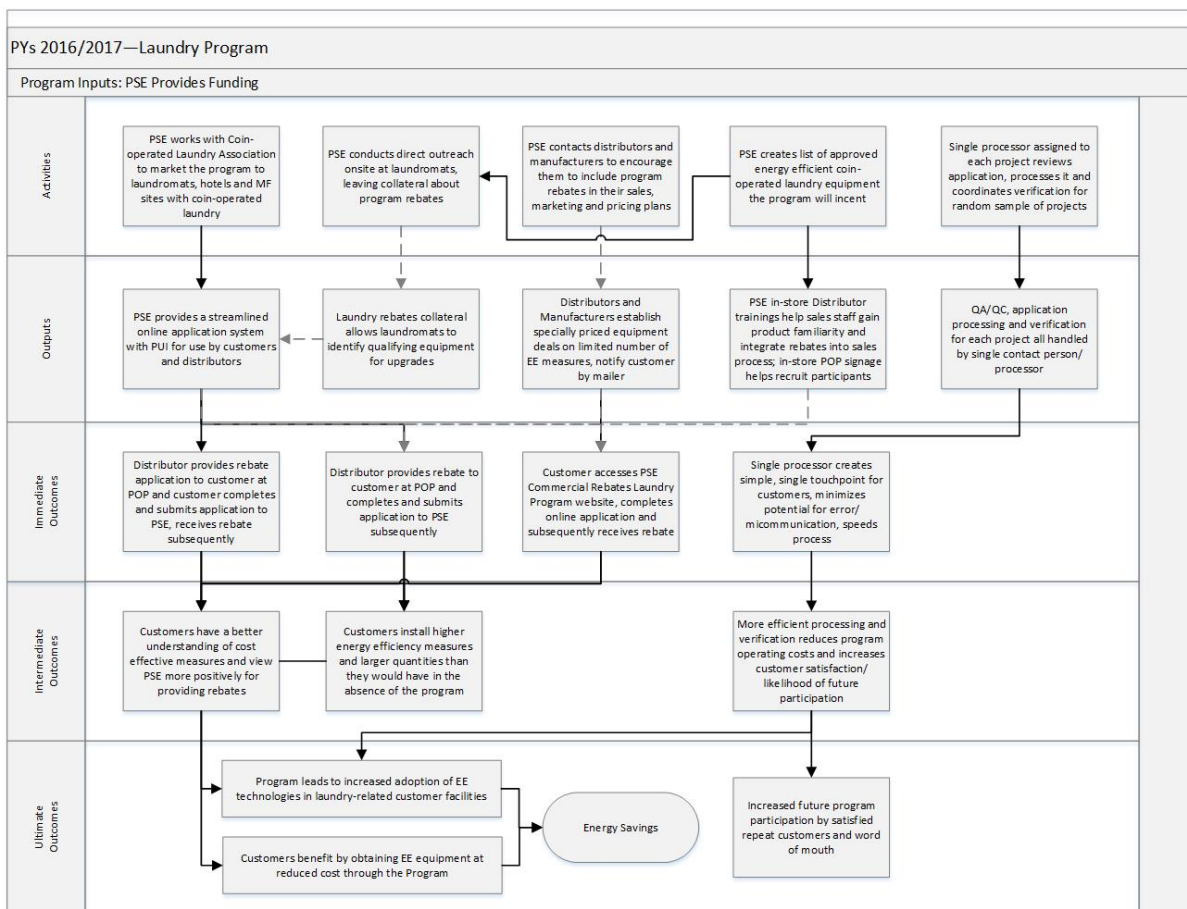 PYs 2016/2017—Laundry Program
Program Inputs: PSE Provides Funding
Activities
PSE works with Coin-
operated Laundry Association
to market the program to
laundromats, hotels and MF
sites with coin-operated
laundry
PSE conducts direct outreach
onsite at laundromats,
leaving collateral about
program rebates
PSE contacts distributors and
manufacturers to encourage
them to include program
rebates in their sales,
marketing and pricing plans
PSE creates list of approved
energy efficient coin-
operated laundry equipment
the program will incent
Single processor assigned to
each project reviews
application, processes it and
coordinates verification for
random sample of projects
Outputs
PSE provides a streamlined
online application system
with PUI for use by customers
and distributors
Laundry rebates collateral
allows laundromats to
identify qualifying equipment
for upgrades
Distributors and
Manufacturers establish
specially priced equipment
deals on limited number of
EE measures, notify customer
by mailer
PSE in-store Distributor
trainings help sales staff gain
product familiarity and
integrate rebates into sales
process; in-store POP signage
helps recruit participants
QA/QC, application
processing and verification
for each project all handled
by single contact person/
processor
Immediate
Outcomes
Distributor provides rebate
application to customer at
POP and customer completes
and submits application to
PSE, receives rebate
subsequently
Distributor provides rebate to
customer at POP and
completes and submits
application to PSE
subsequently
Customer accesses PSE
Commercial Rebates Laundry
Program website, completes
online application and
subsequently receives rebate
Single processor creates
simple, single touchpoint for
customers, minimizes
potential for error/
micommunication, speeds
process
Intermediate
Outcomes
Customers have a better
understanding of cost
effective measures and view
PSE more positively for
providing rebates
Customers install higher
energy efficiency measures
and larger quantities than
they would have in the
absence of the program
More efficient processing and
verification reduces program
operating costs and increases
customer satisfaction/
likelihood of future
participation
Ultimate
Outcomes
Program leads to increased adoption of EE
technologies in laundry-related customer facilities
Customers benefit by obtaining EE equipment at
reduced cost through the Program
Energy Savings
Increased future program
participation by satisfied
repeat customers and word
of mouth